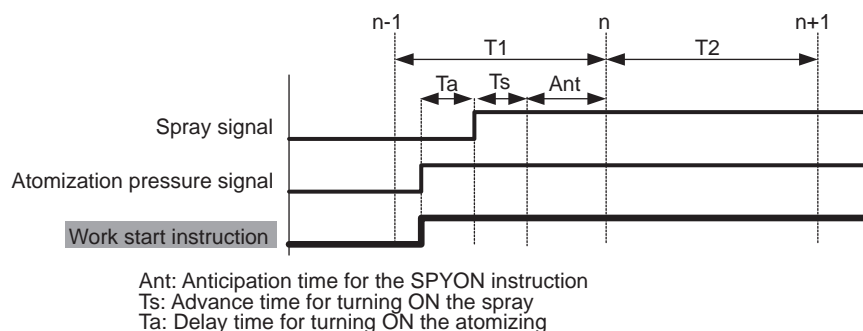 n-1 n n+1
T1 T2
Ta Ts Ant
Spray signal
Atomization pressure signal
Work start instruction
Ant: Anticipation time for the SPYON instruction
Ts: Advance time for turning ON the spray
Ta: Delay time for turning ON the atomizing